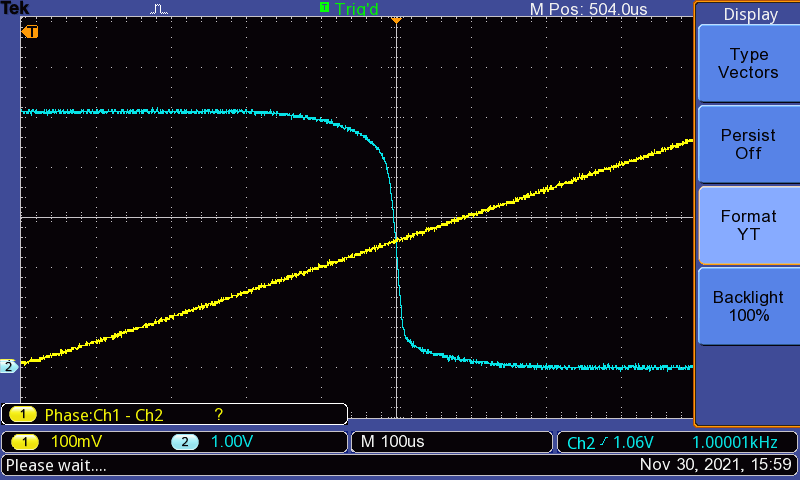 Tek
T Trig'd
M Pos: 504.0us
Display
T
Type
Vectors
Persist
Off
Format
YT
Backlight
100%
2
1 Phase:Ch1 - Ch2 ?
1 100mV
2 1.00V
M 100us
Ch2 1.06V 1.00001kHz
Please wait....
Nov 30, 2021, 15:59